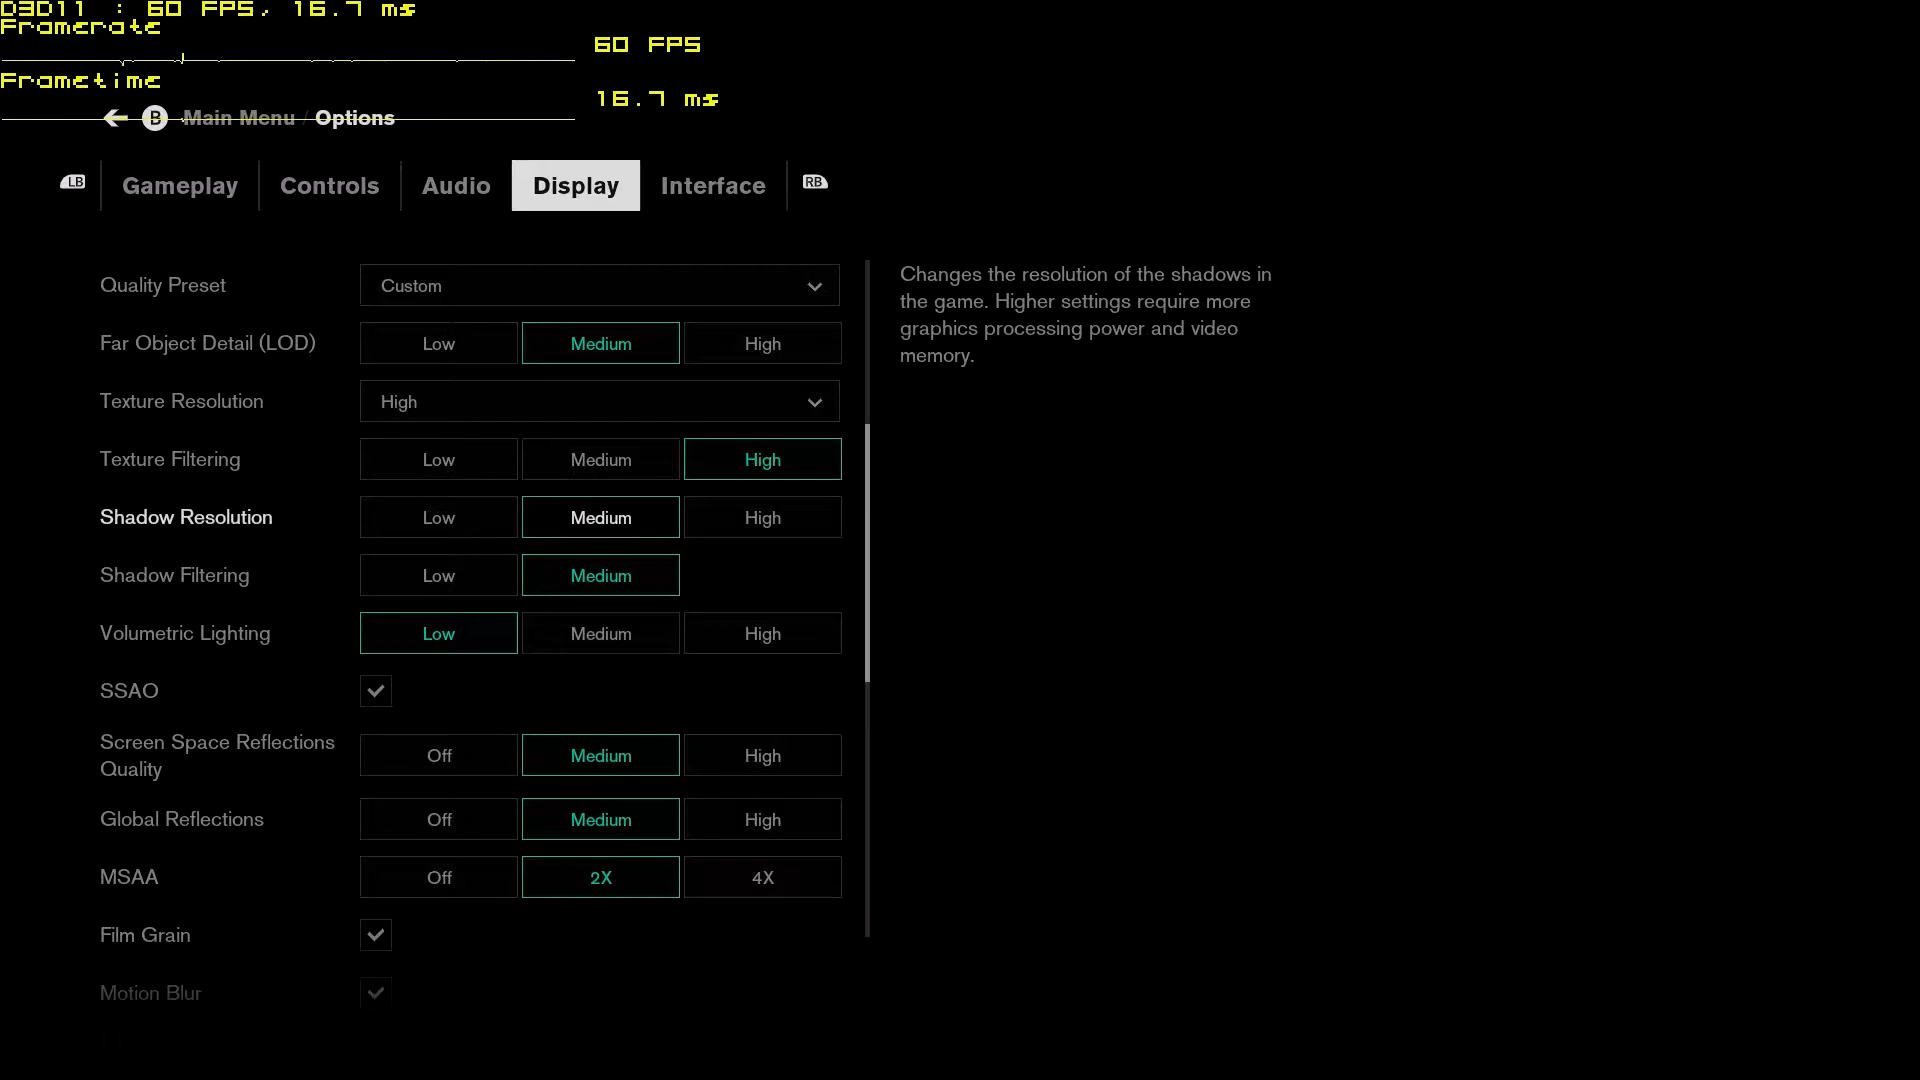 D3D11 : 60 FPS, 16.7 ms
Framerate
60 FPS
Frametime
16.7 ms
B Main Menu / Options
LB Gameplay Controls Audio Display Interface RB
Quality Preset Custom
Changes the resolution of the shadows in
the game. Higher settings require more
graphics processing power and video
memory.
Far Object Detail (LOD) Low Medium High
Texture Resolution High
Texture Filtering Low Medium High
Shadow Resolution Low Medium High
Shadow Filtering Low Medium
Volumetric Lighting Low Medium High
SSAO
Screen Space Reflections
Quality Off Medium High
Global Reflections Off Medium High
MSAA Off 2X 4X
Film Grain
Motion Blur